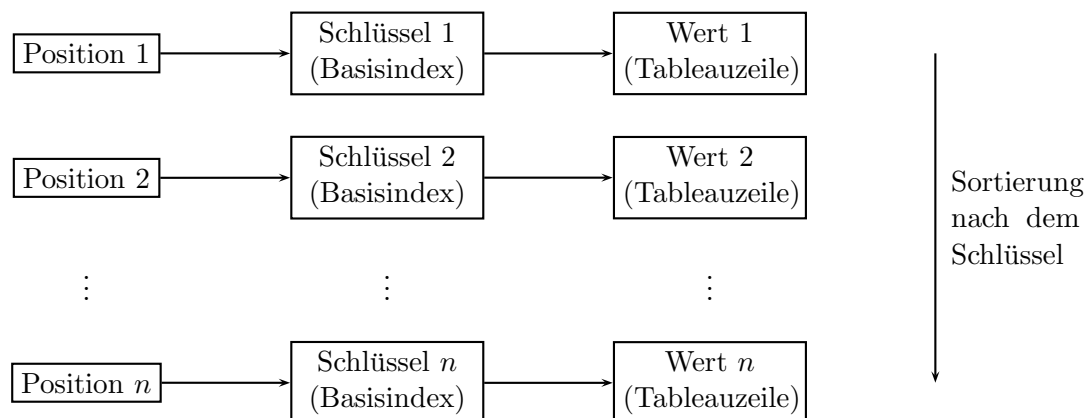 Position 1
Schlüssel 1
(Basisindex)
Wert 1
(Tableauzeile)
Position 2
Schlüssel 2
(Basisindex)
Wert 2
(Tableauzeile)
Sortierung
nach dem
Schlüssel
⋮ ⋮ ⋮
Position n
Schlüssel n
(Basisindex)
Wert n
(Tableauzeile)